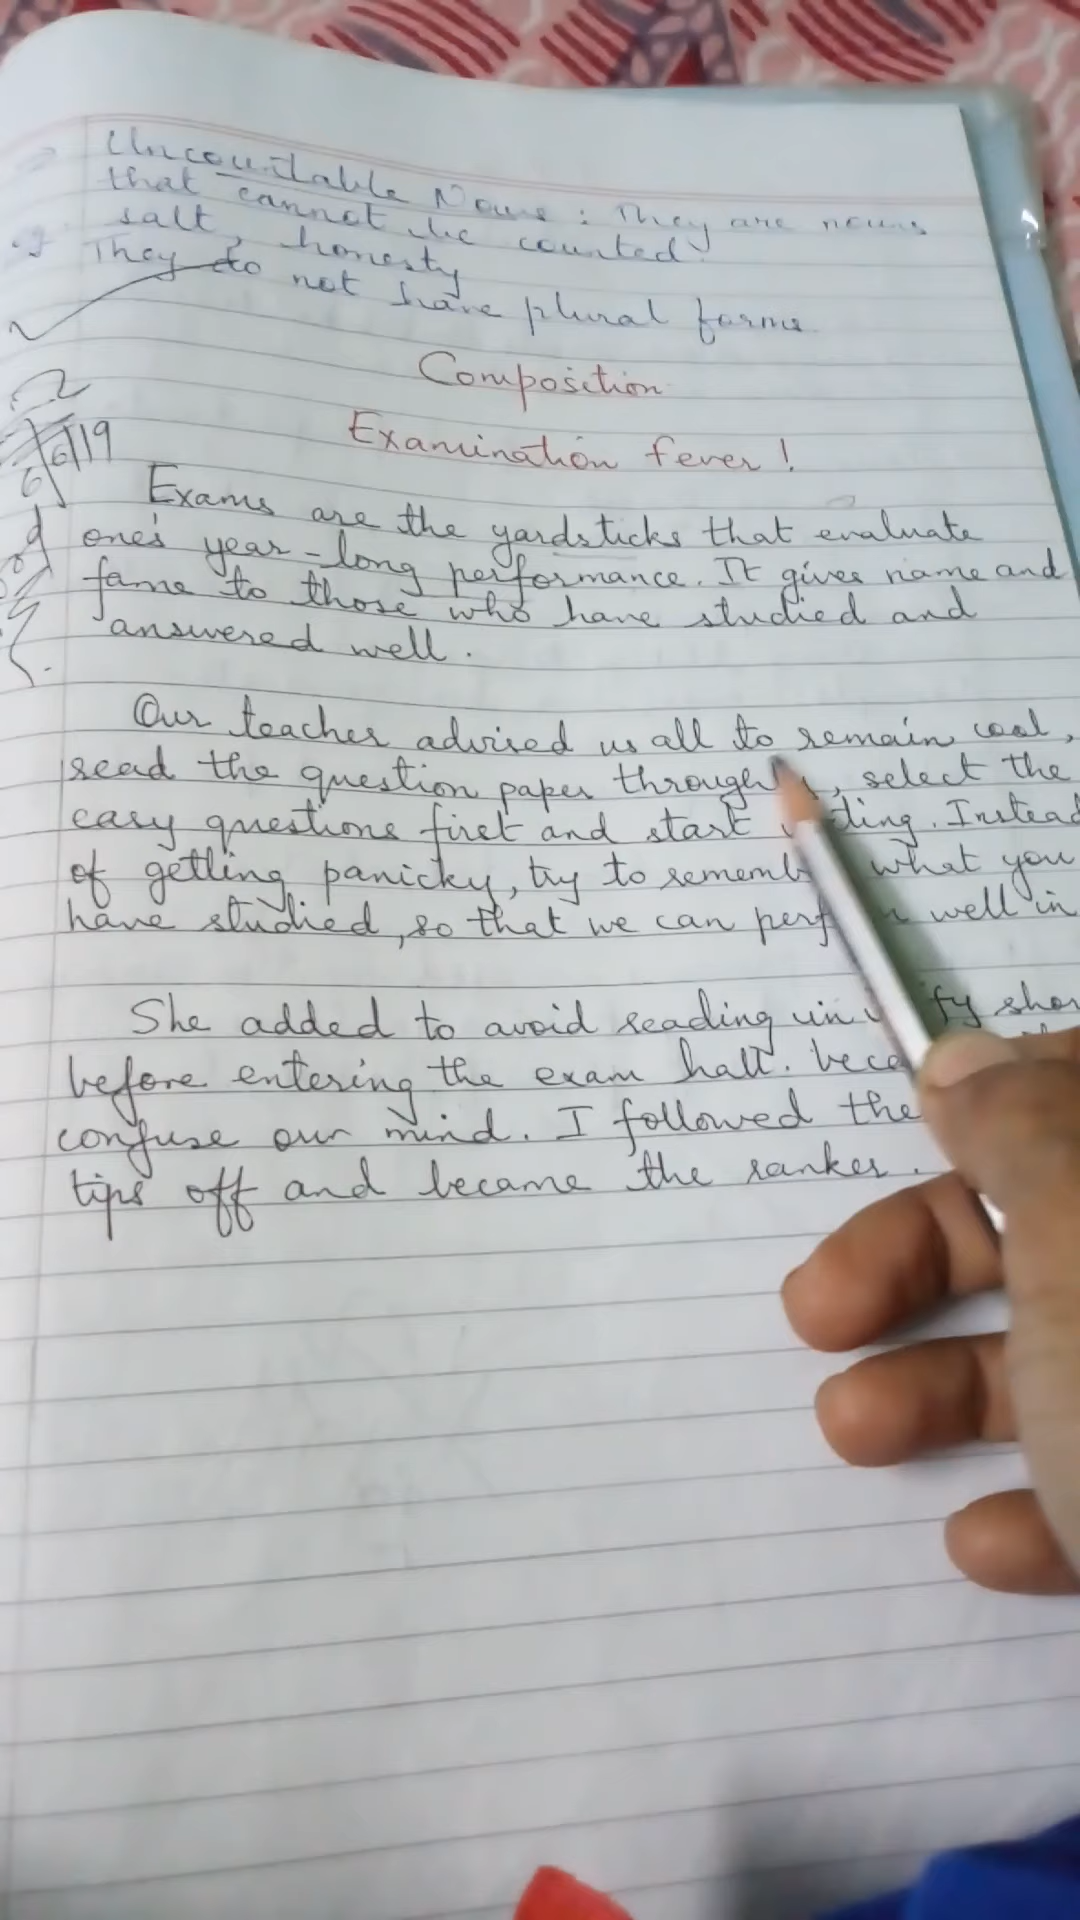 Uncountable Nouns : They are nouns
that cannot be counted.
salt, honesty
They do not have plural forms
Composition
Examination fever !
6/19
Exams are the yardsticks that evaluate
one's year-long performance. It gives name and
fame to those who have studied and
answered well.
Our teacher advised us all to remain cool,
read the question paper through, select the
easy questions first and start . Instead
of getting panicky, try to what you
have studied, so that we can well in
She added to avoid reading
before entering the exam hall.
confuse our mind. I followed the
tips off and became the ranker.